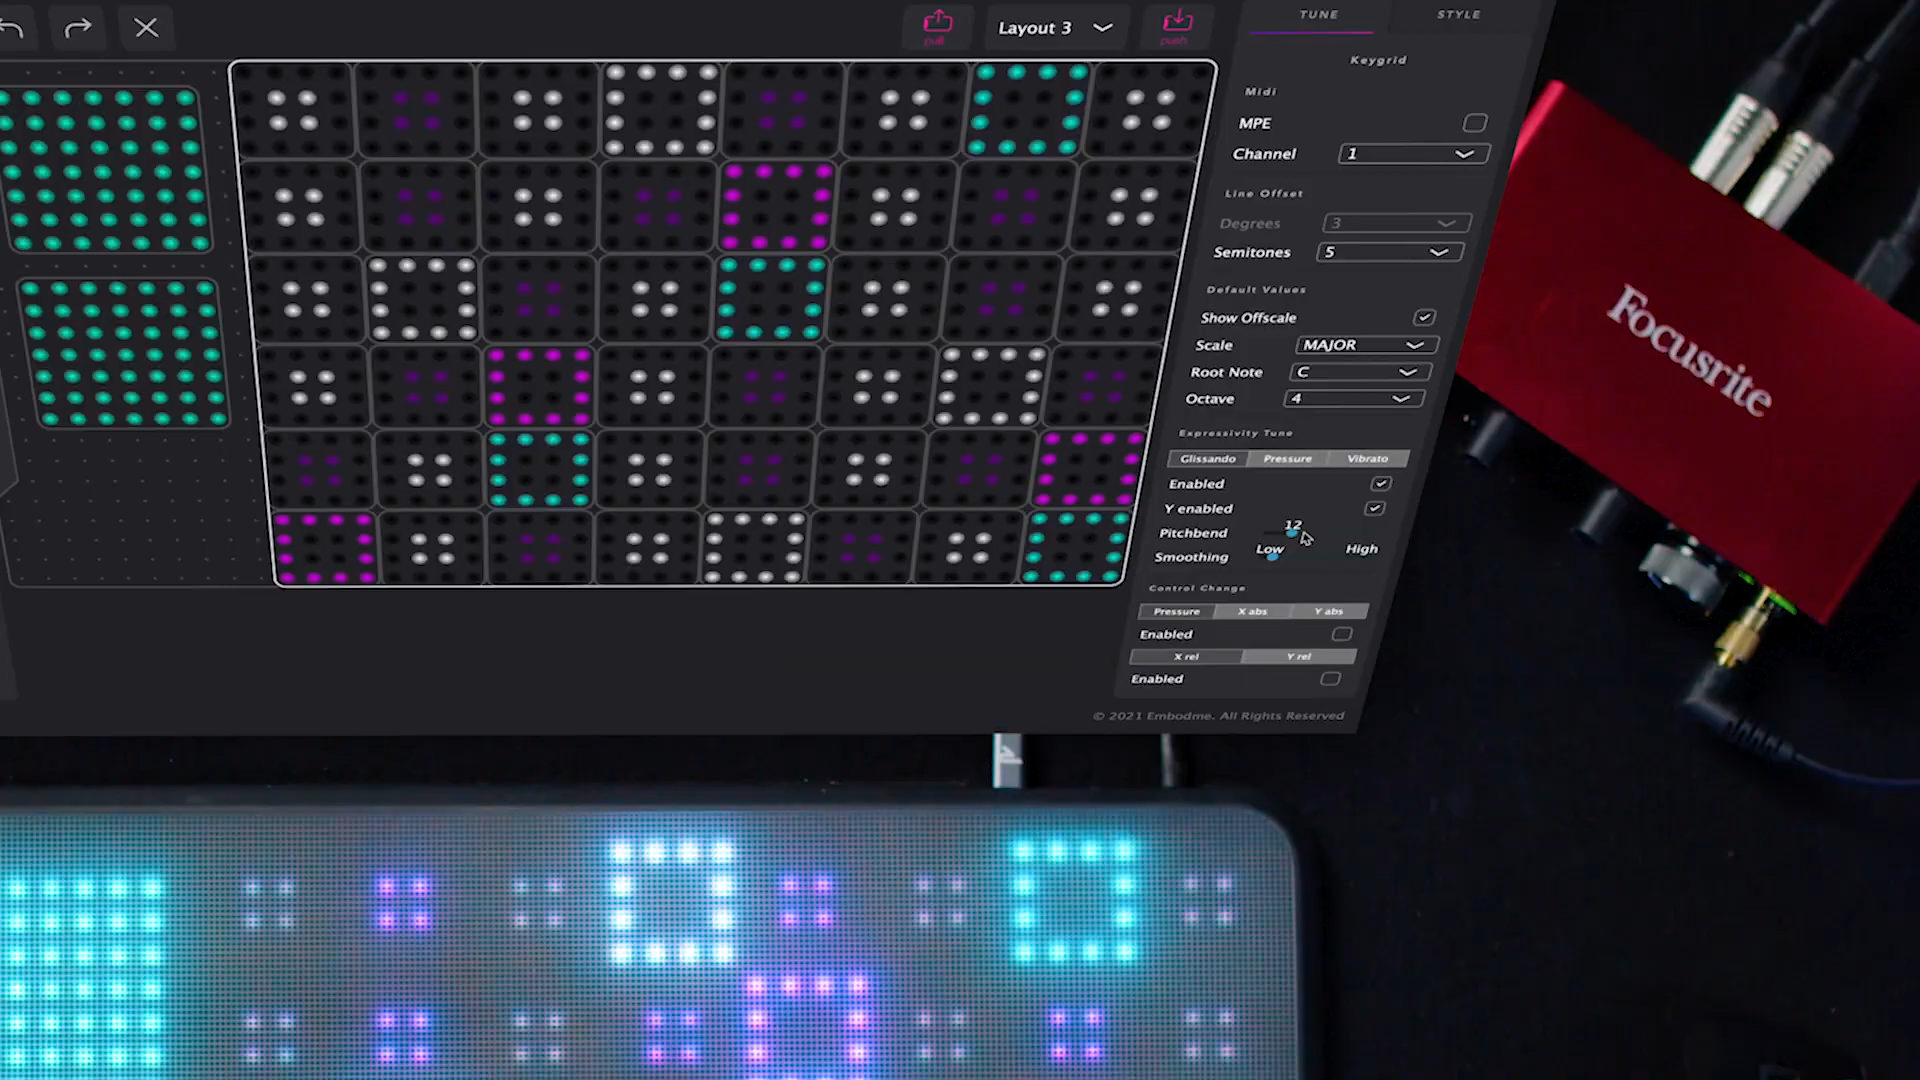 pull
Layout 3
push
TUNE
STYLE
Keygrid
Midi
MPE
Channel
1
Line Offset
Degrees
3
Semitones
5
Default Values
Show Offscale
Scale
MAJOR
Root Note
C
Octave
4
Expressivity Tune
Glissando Pressure Vibrato
Enabled
Y enabled
12
Pitchbend
Low High
Smoothing
Control Change
Pressure X abs Y abs
Enabled
X rel Y rel
Enabled
© 2021 Embodme. All Rights Reserved
Focusrite